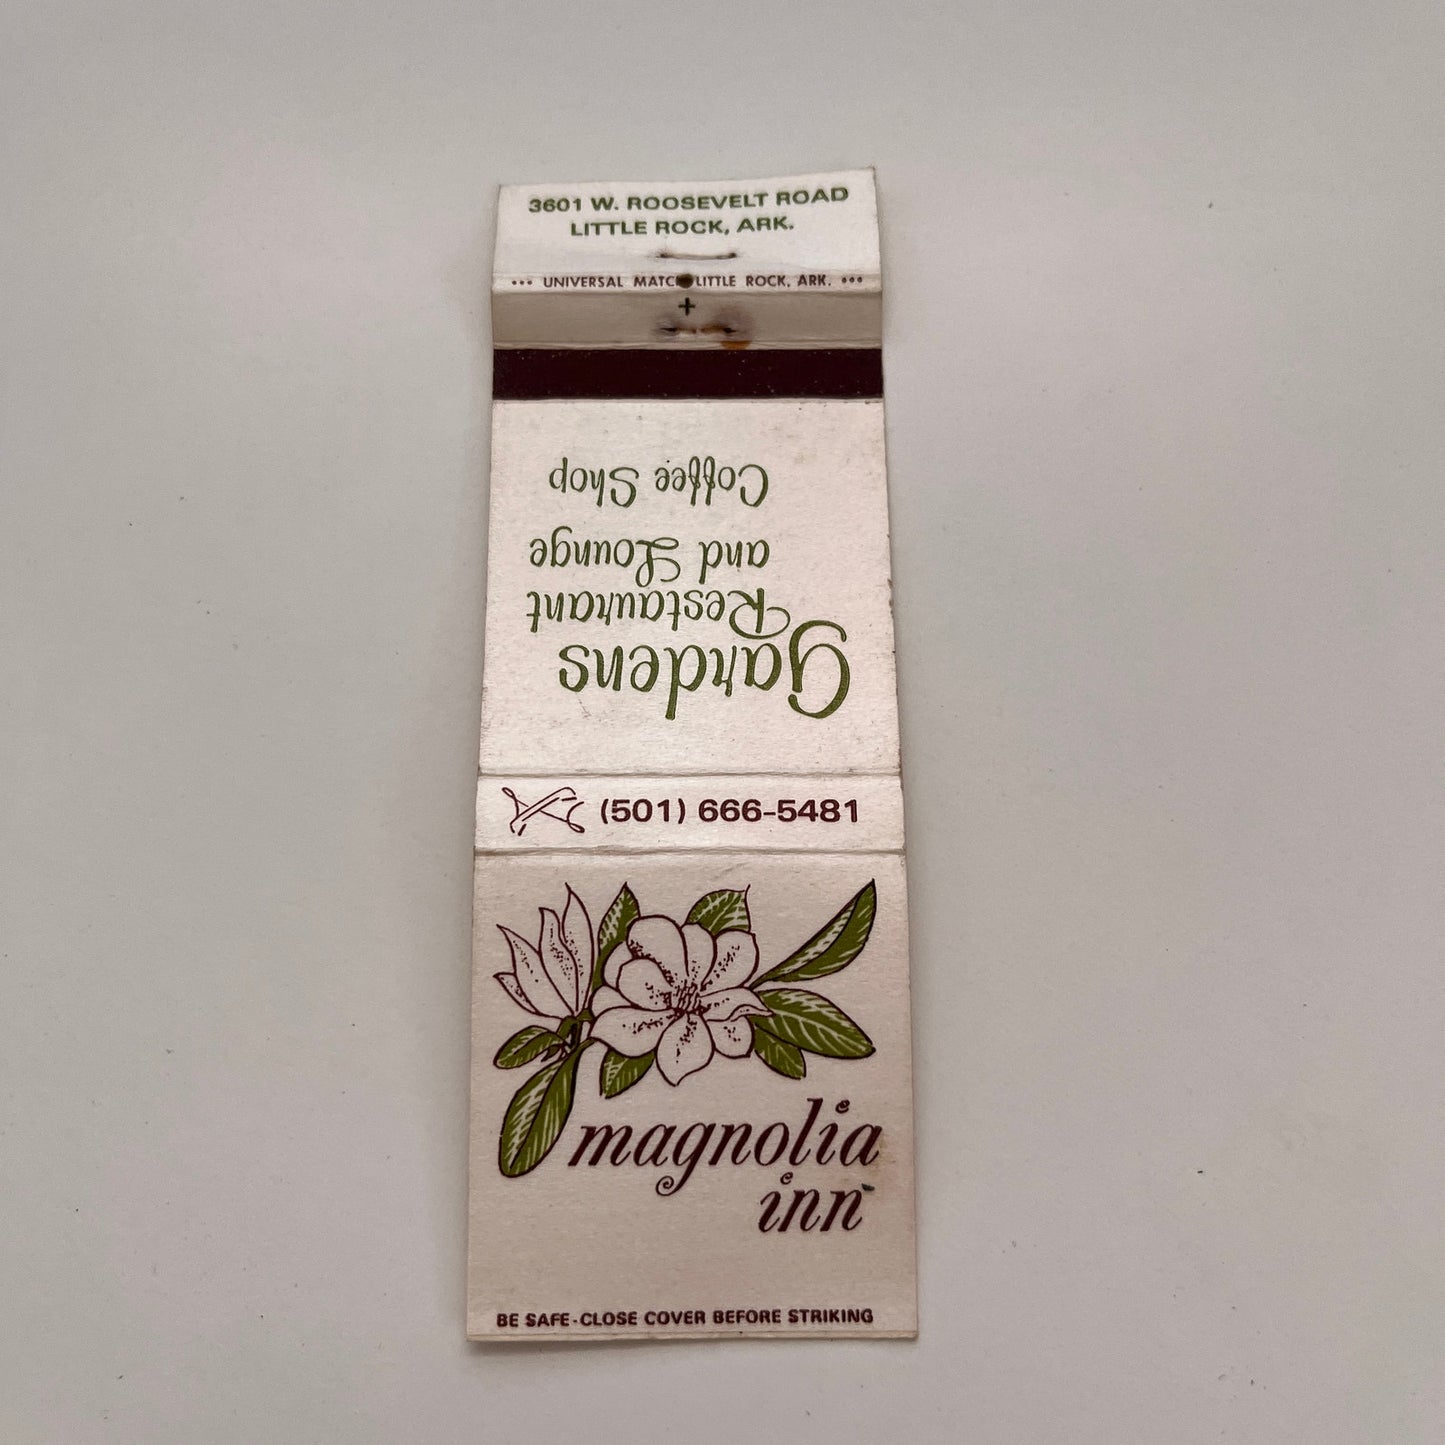 3601 W. ROOSEVELT ROAD
LITTLE ROCK, ARK.
••• UNIVERSAL MATCH LITTLE ROCK, ARK. •••
+
Gardens
Restaurant
and Lounge
Coffee Shop
(501) 666-5481
magnolia
inn
BE SAFE - CLOSE COVER BEFORE STRIKING